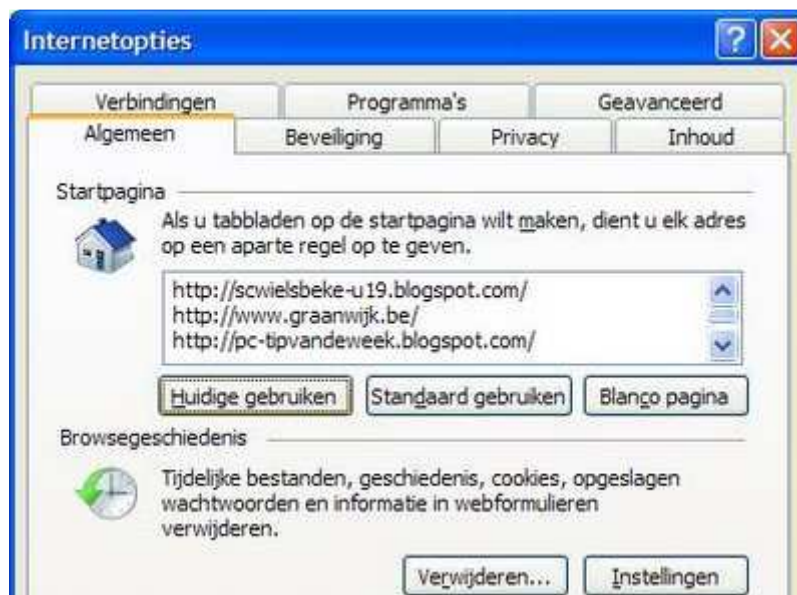 Internetopties
Verbindingen Programma's Geavanceerd
Algemeen Beveiliging Privacy Inhoud
Startpagina
Als u tabbladen op de startpagina wilt maken, dient u elk adres
op een aparte regel op te geven.
http://scwielsbeke-u19.blogspot.com/
http://www.graanwijk.be/
http://pc-tipvandeweek.blogspot.com/
Huidige gebruiken Standaard gebruiken Blanco pagina
Browsegeschiedenis
Tijdelijke bestanden, geschiedenis, cookies, opgeslagen
wachtwoorden en informatie in webformulieren
verwijderen.
Verwijderen... Instellingen